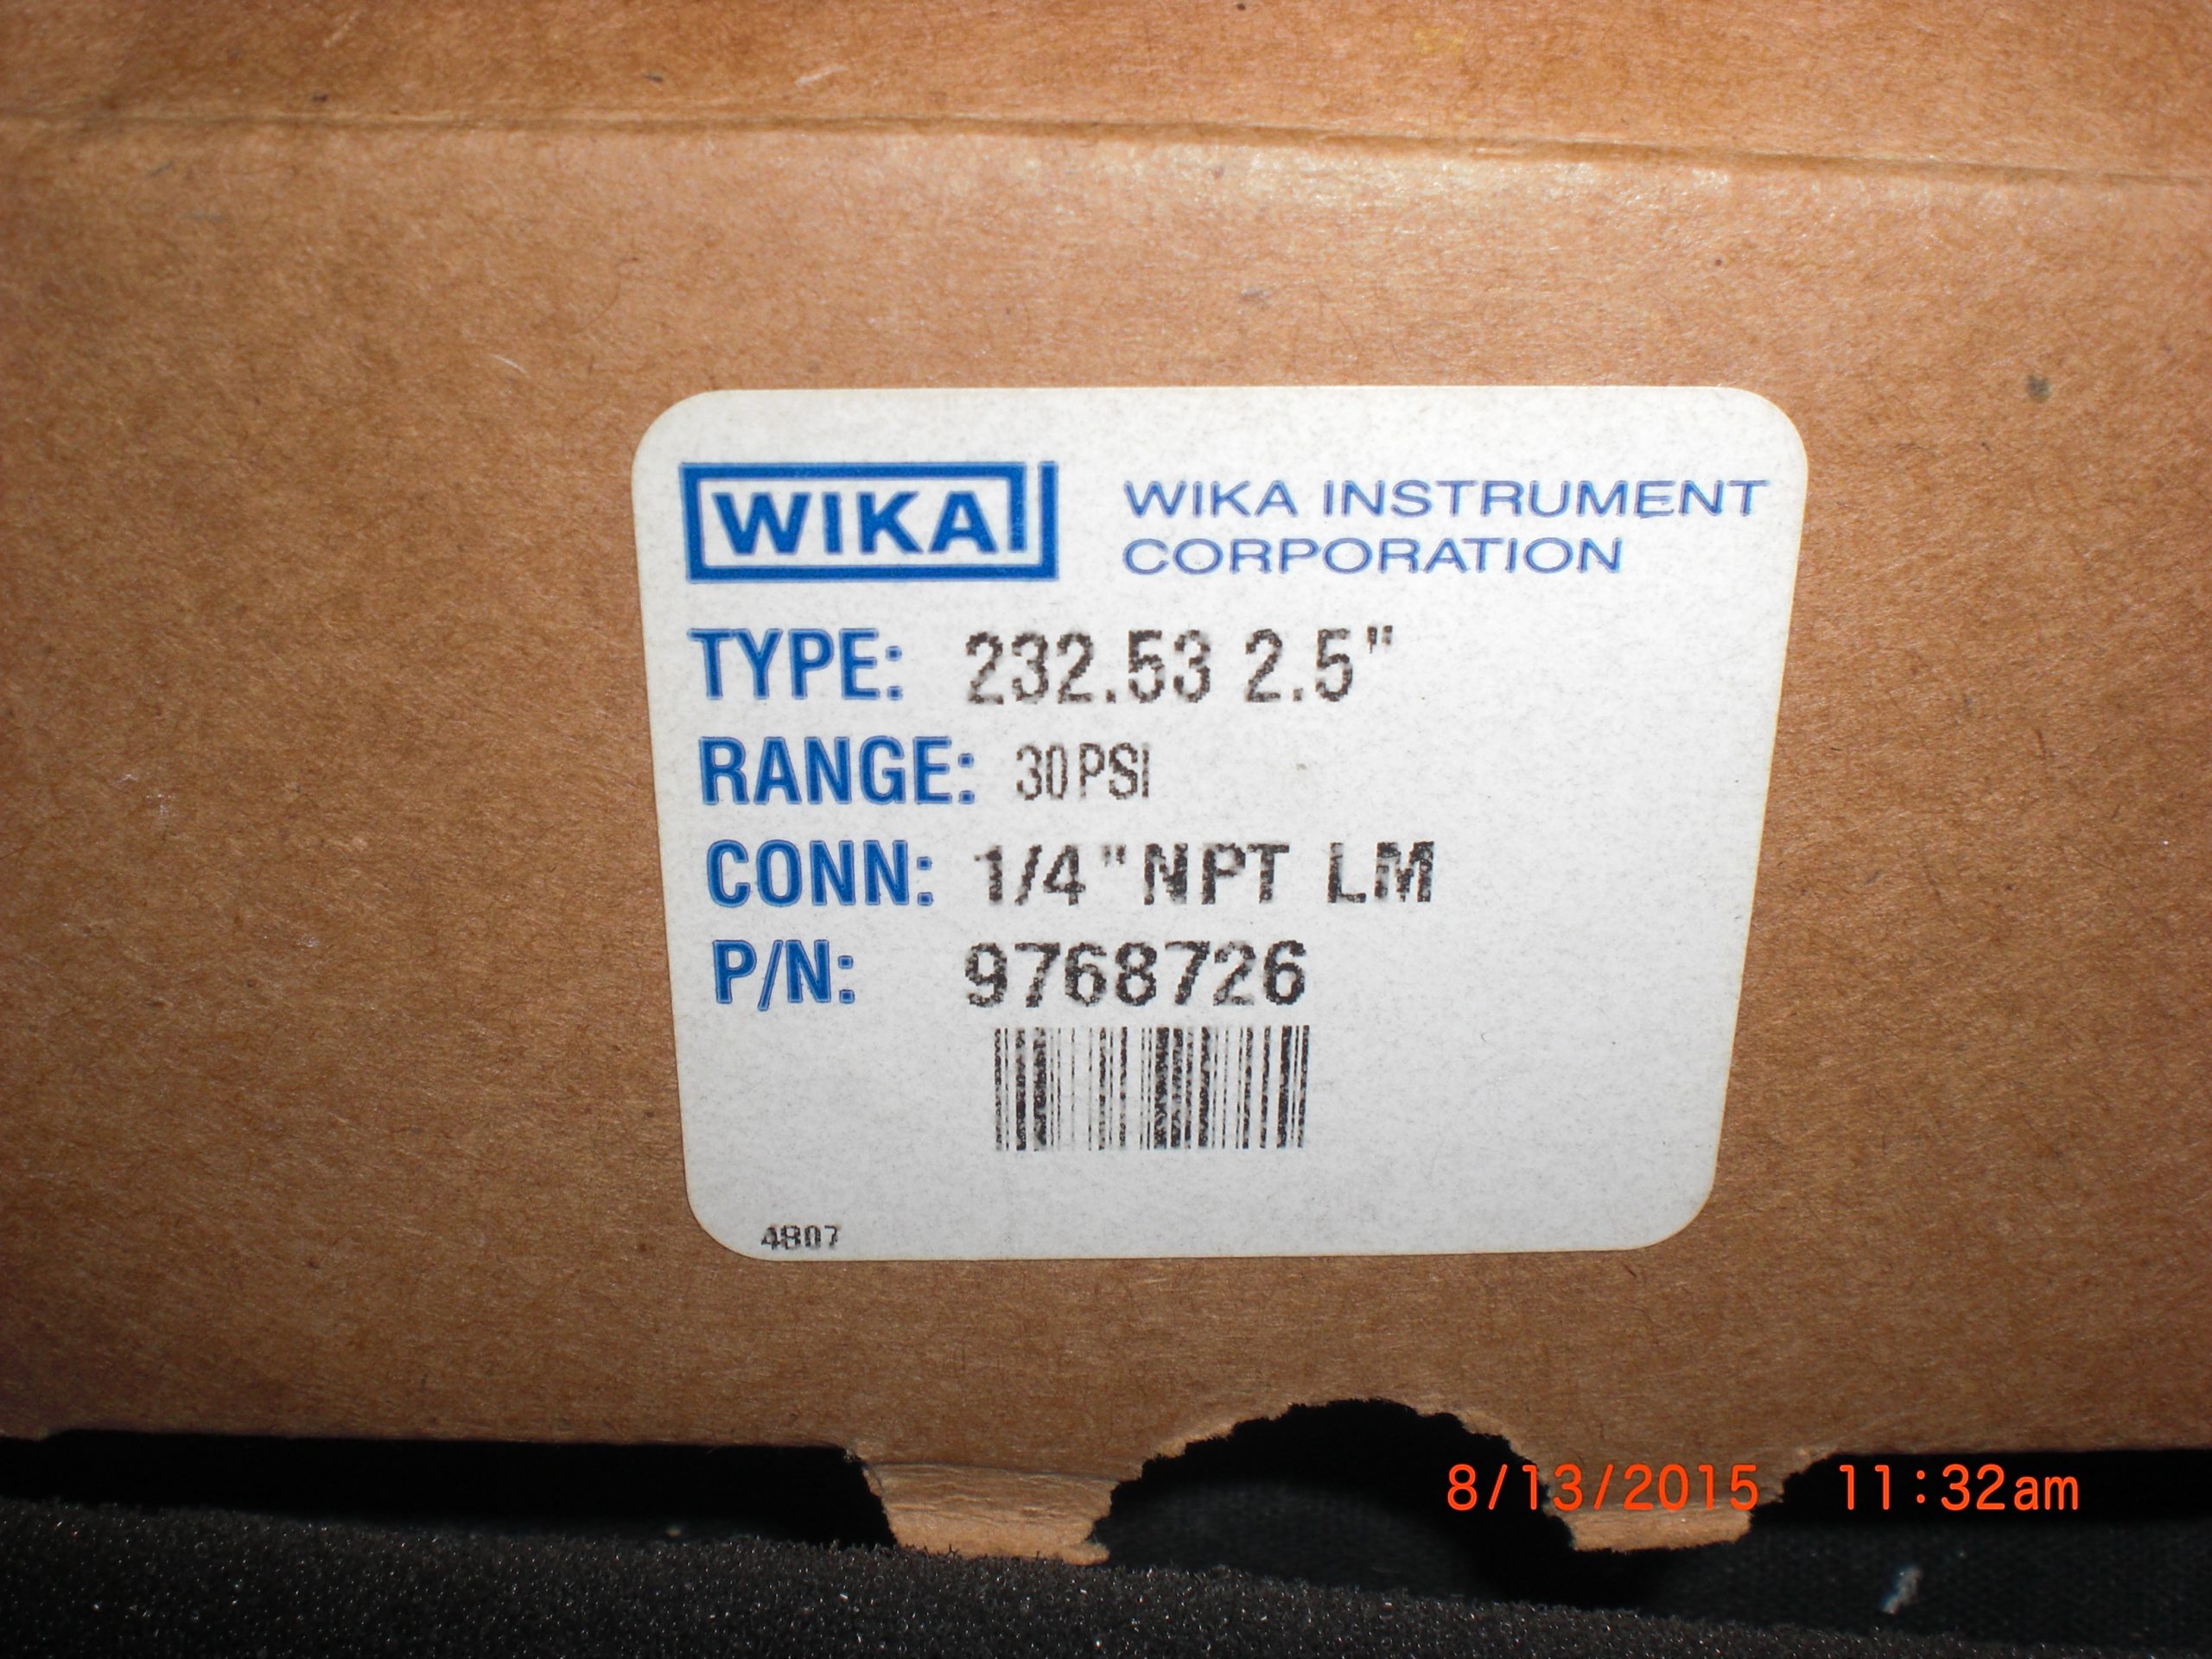 WIKA
WIKA INSTRUMENT
CORPORATION
TYPE: 232.53 2.5"
RANGE: 30PSI
CONN: 1/4"NPT LM
P/N: 9768726
4807
8/13/2015 11:32am